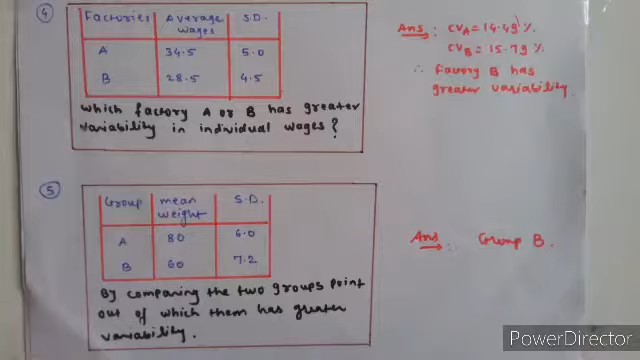 4
Factories Average wages S.D.
A 34.5 5.0
B 28.5 4.5
Which factory A or B has greater
variability in individual wages?
Ans : CVA = 14.49 %
CVB = 15.79 %
∴ Factory B has
greater variability.
5
Group mean weight S.D.
A 80 6.0
B 60 7.2
By comparing the two groups point
out of which them has greater
variability.
Ans : Group B.
PowerDirector